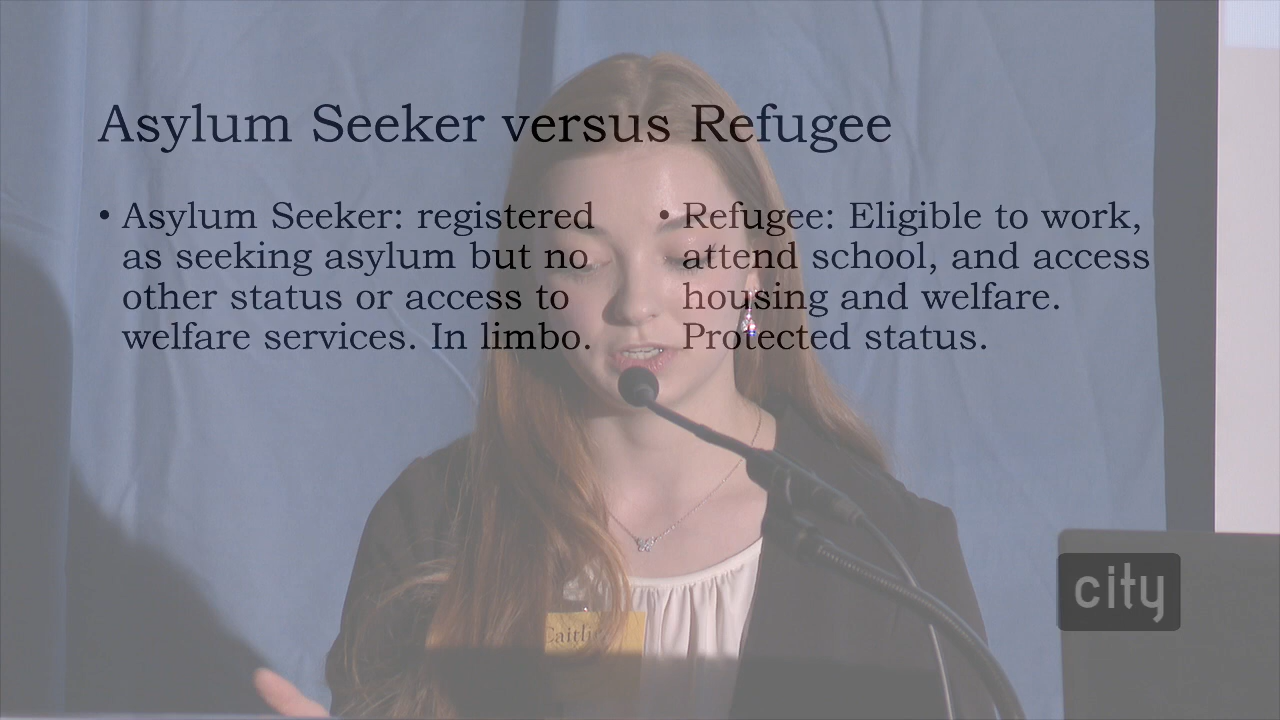 Asylum Seeker versus Refugee
• Asylum Seeker: registered
as seeking asylum but no
other status or access to
welfare services. In limbo.
• Refugee: Eligible to work,
attend school, and access
housing and welfare.
Protected status.
city